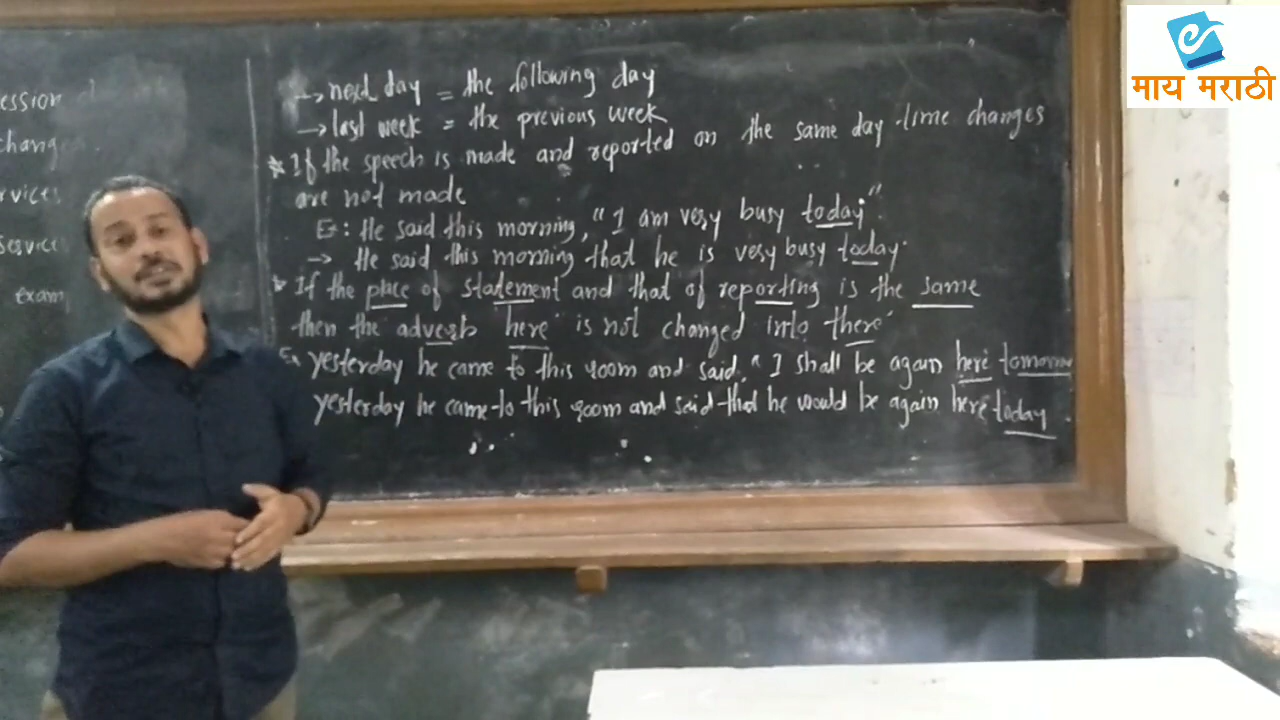 ession
chang
rvices
service
exam
→ next day = the following day
→ last week = the previous week
* If the speech is made and reported on the same day time changes
are not made
Ex: He said this morning, "I am very busy today".
→ He said this morning that he is very busy today.
* If the place of statement and that of reporting is the same
then the adverb 'here' is not changed into 'there'
Ex yesterday he came to this room and said, "I shall be again here tomorrow
yesterday he came to this room and said that he would be again here today.
माय मराठी